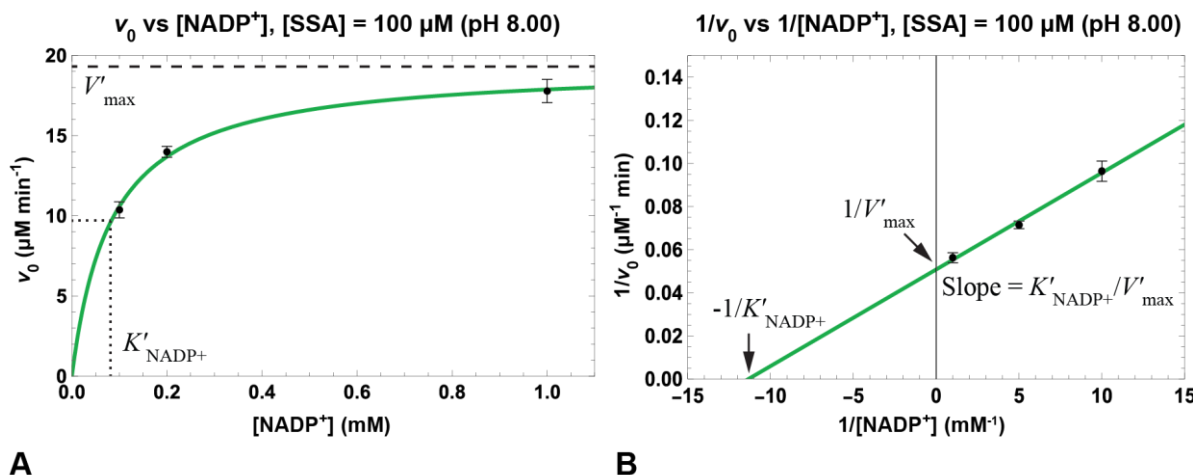 v₀ vs [NADP⁺], [SSA] = 100 µM (pH 8.00)
20
15
10
5
0
v₀ (µM min⁻¹)
V′max
K′NADP+
0.0
0.2
0.4
0.6
0.8
1.0
[NADP⁺] (mM)
A
1/v₀ vs 1/[NADP⁺], [SSA] = 100 µM (pH 8.00)
0.14
0.12
0.10
0.08
0.06
0.04
0.02
0.00
1/v₀ (µM⁻¹ min)
1/V′max
Slope = K′NADP+/V′max
-1/K′NADP+
−15
−10
−5
0
5
10
15
1/[NADP⁺] (mM⁻¹)
B